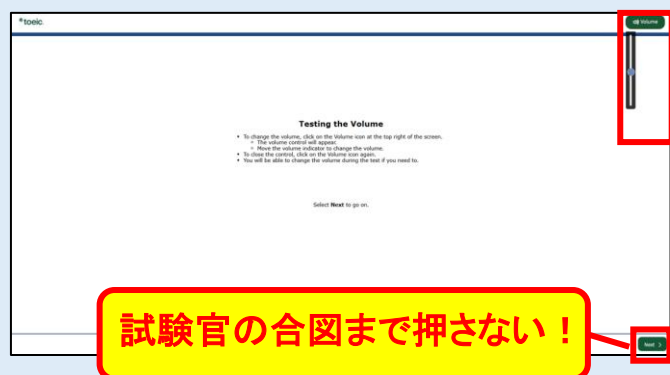 toeic.
Volume
Testing the Volume
• To change the volume, click on the Volume icon at the top right of the screen.
○ The volume control will appear.
○ Move the volume indicator to change the volume.
• To close the control, click on the Volume icon again.
• You will be able to change the volume during the test if you need to.
Select Next to go on.
試験官の合図まで押さない！
Next >